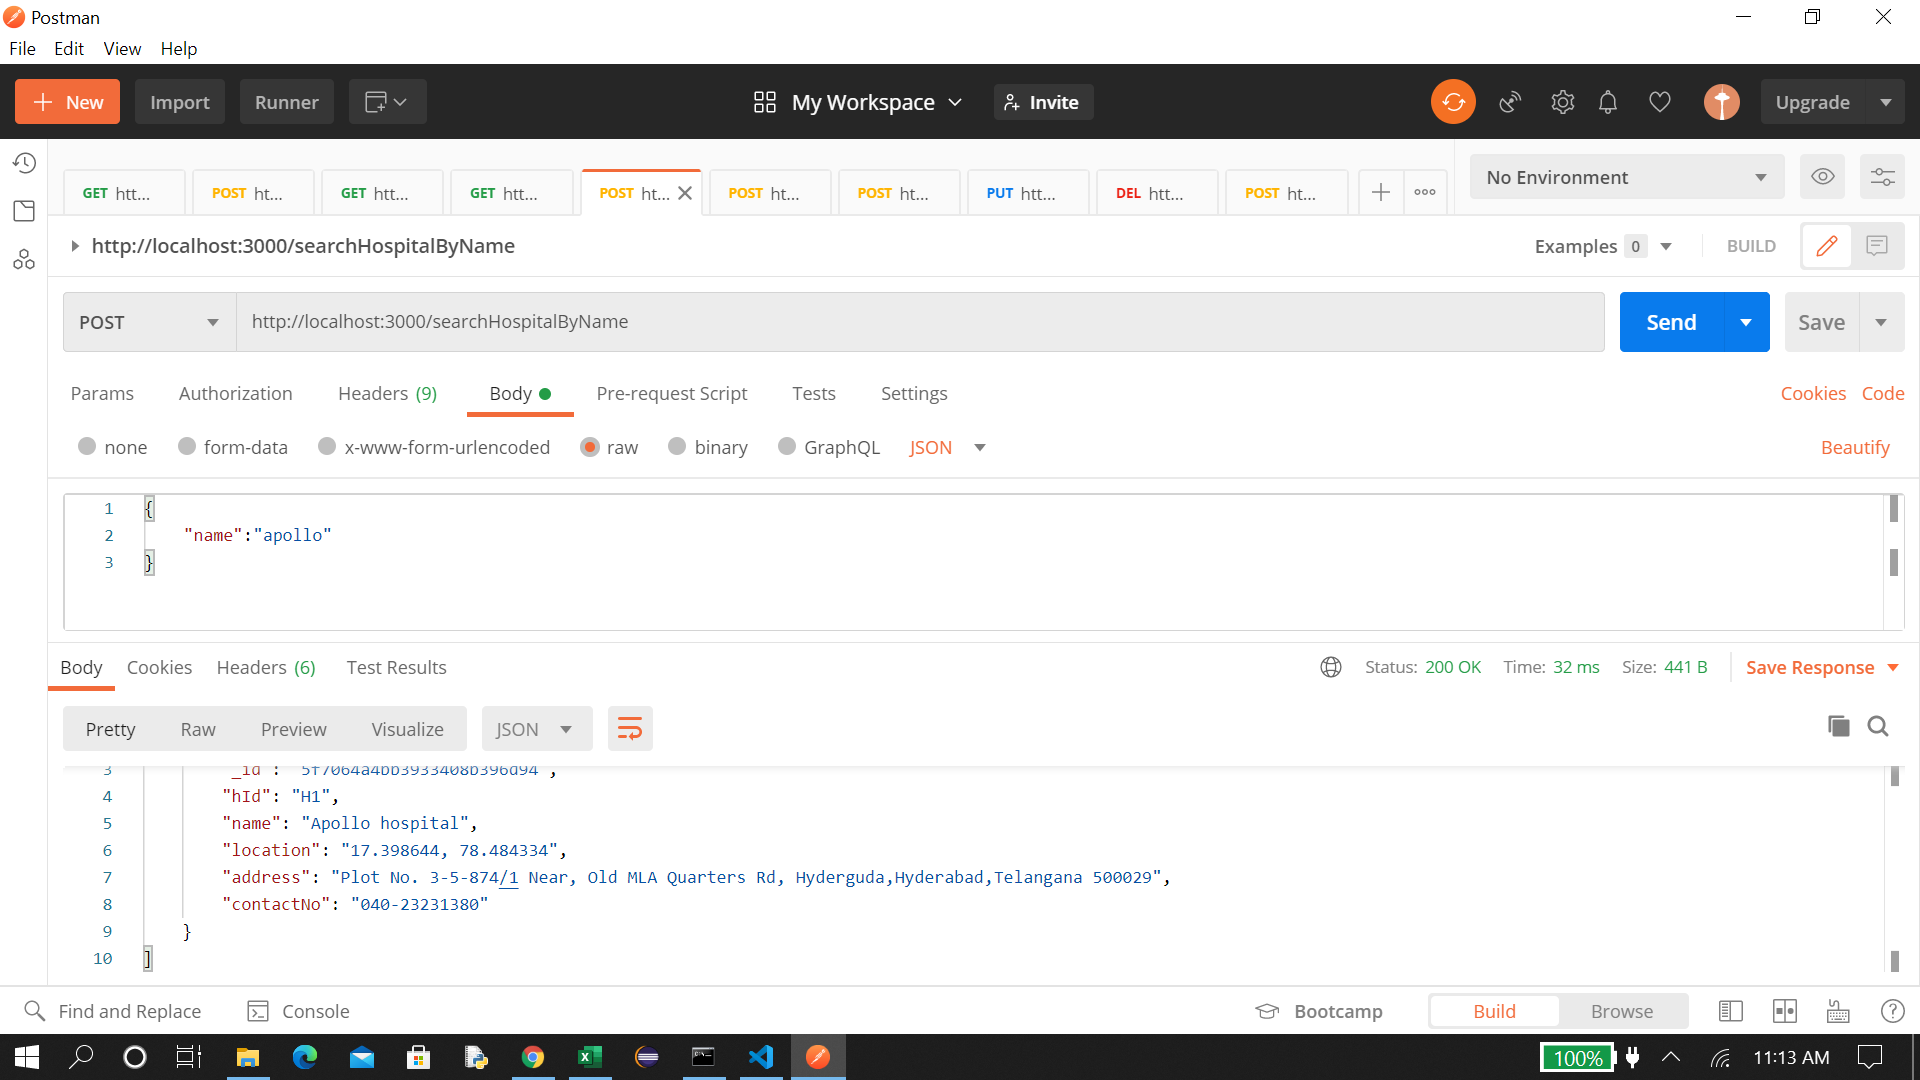 Postman
File Edit View Help
New Import Runner My Workspace Invite Upgrade
GET htt... POST ht... GET htt... GET htt... POST ht... POST ht... POST ht... PUT htt... DEL htt... POST ht... No Environment
http://localhost:3000/searchHospitalByName Examples 0 BUILD
POST http://localhost:3000/searchHospitalByName Send Save
Params Authorization Headers (9) Body Pre-request Script Tests Settings Cookies Code
none form-data x-www-form-urlencoded raw binary GraphQL JSON Beautify
1 {
2 "name":"apollo"
3 }
Body Cookies Headers (6) Test Results Status: 200 OK Time: 32 ms Size: 441 B Save Response
Pretty Raw Preview Visualize JSON
3 "_id": "5f7064a4bb3933408b396d94",
4 "hId": "H1",
5 "name": "Apollo hospital",
6 "location": "17.398644, 78.484334",
7 "address": "Plot No. 3-5-874/1 Near, Old MLA Quarters Rd, Hyderguda,Hyderabad,Telangana 500029",
8 "contactNo": "040-23231380"
9 }
10 ]
Find and Replace Console Bootcamp Build Browse
100% 11:13 AM